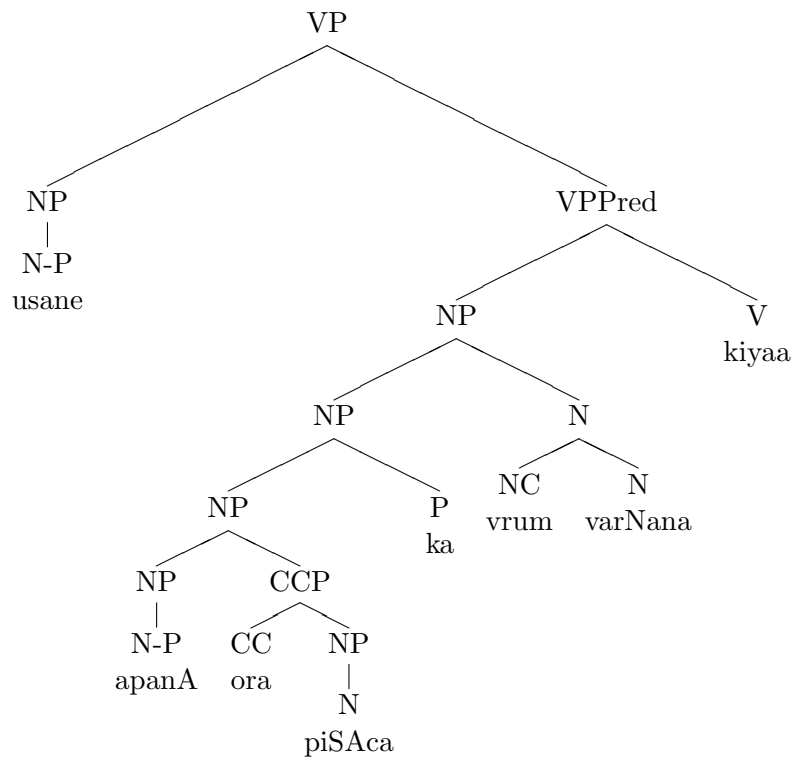 VP
NP VPPred
N-P
usane
NP V
kiyaa
NP N
NP P NC N
ka vrum varNana
NP CCP
N-P CC NP
apanA ora
N
piSAca